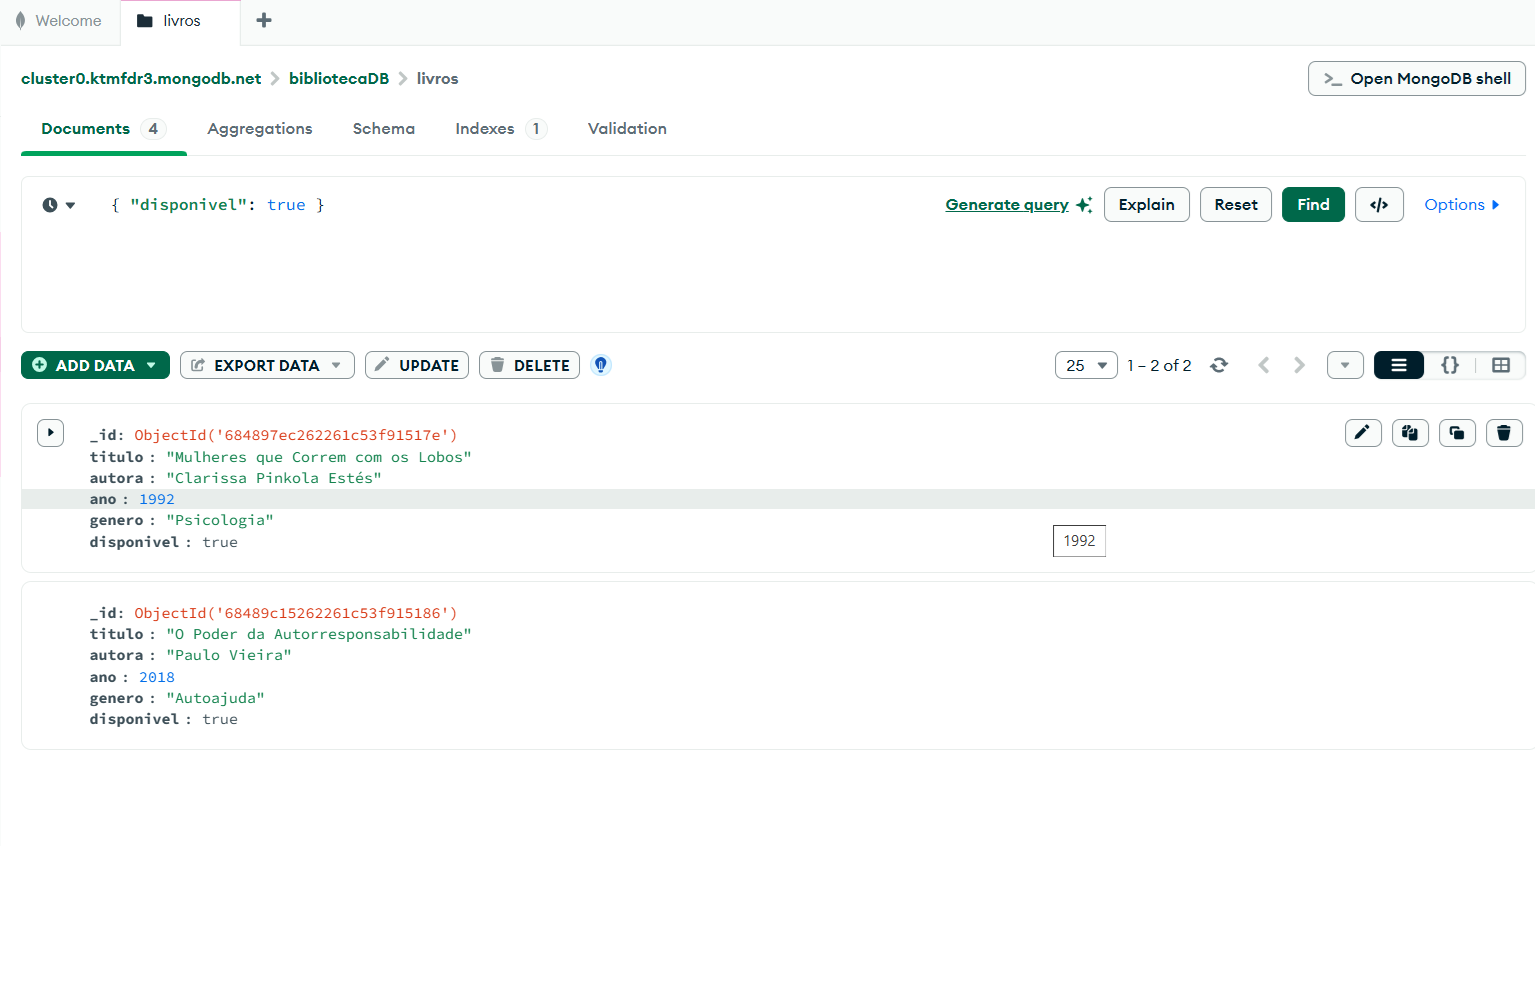 Welcome livros
cluster0.ktmfdr3.mongodb.net bibliotecaDB livros
>_ Open MongoDB shell
Documents 4 Aggregations Schema Indexes 1 Validation
{ "disponivel": true } Generate query Explain Reset Find </> Options
ADD DATA EXPORT DATA UPDATE DELETE 25 1 – 2 of 2 {}
_id: ObjectId('684897ec262261c53f91517e')
titulo : "Mulheres que Correm com os Lobos"
autora : "Clarissa Pinkola Estés"
ano : 1992
genero : "Psicologia"
disponivel : true
1992
_id: ObjectId('68489c15262261c53f915186')
titulo : "O Poder da Autorresponsabilidade"
autora : "Paulo Vieira"
ano : 2018
genero : "Autoajuda"
disponivel : true